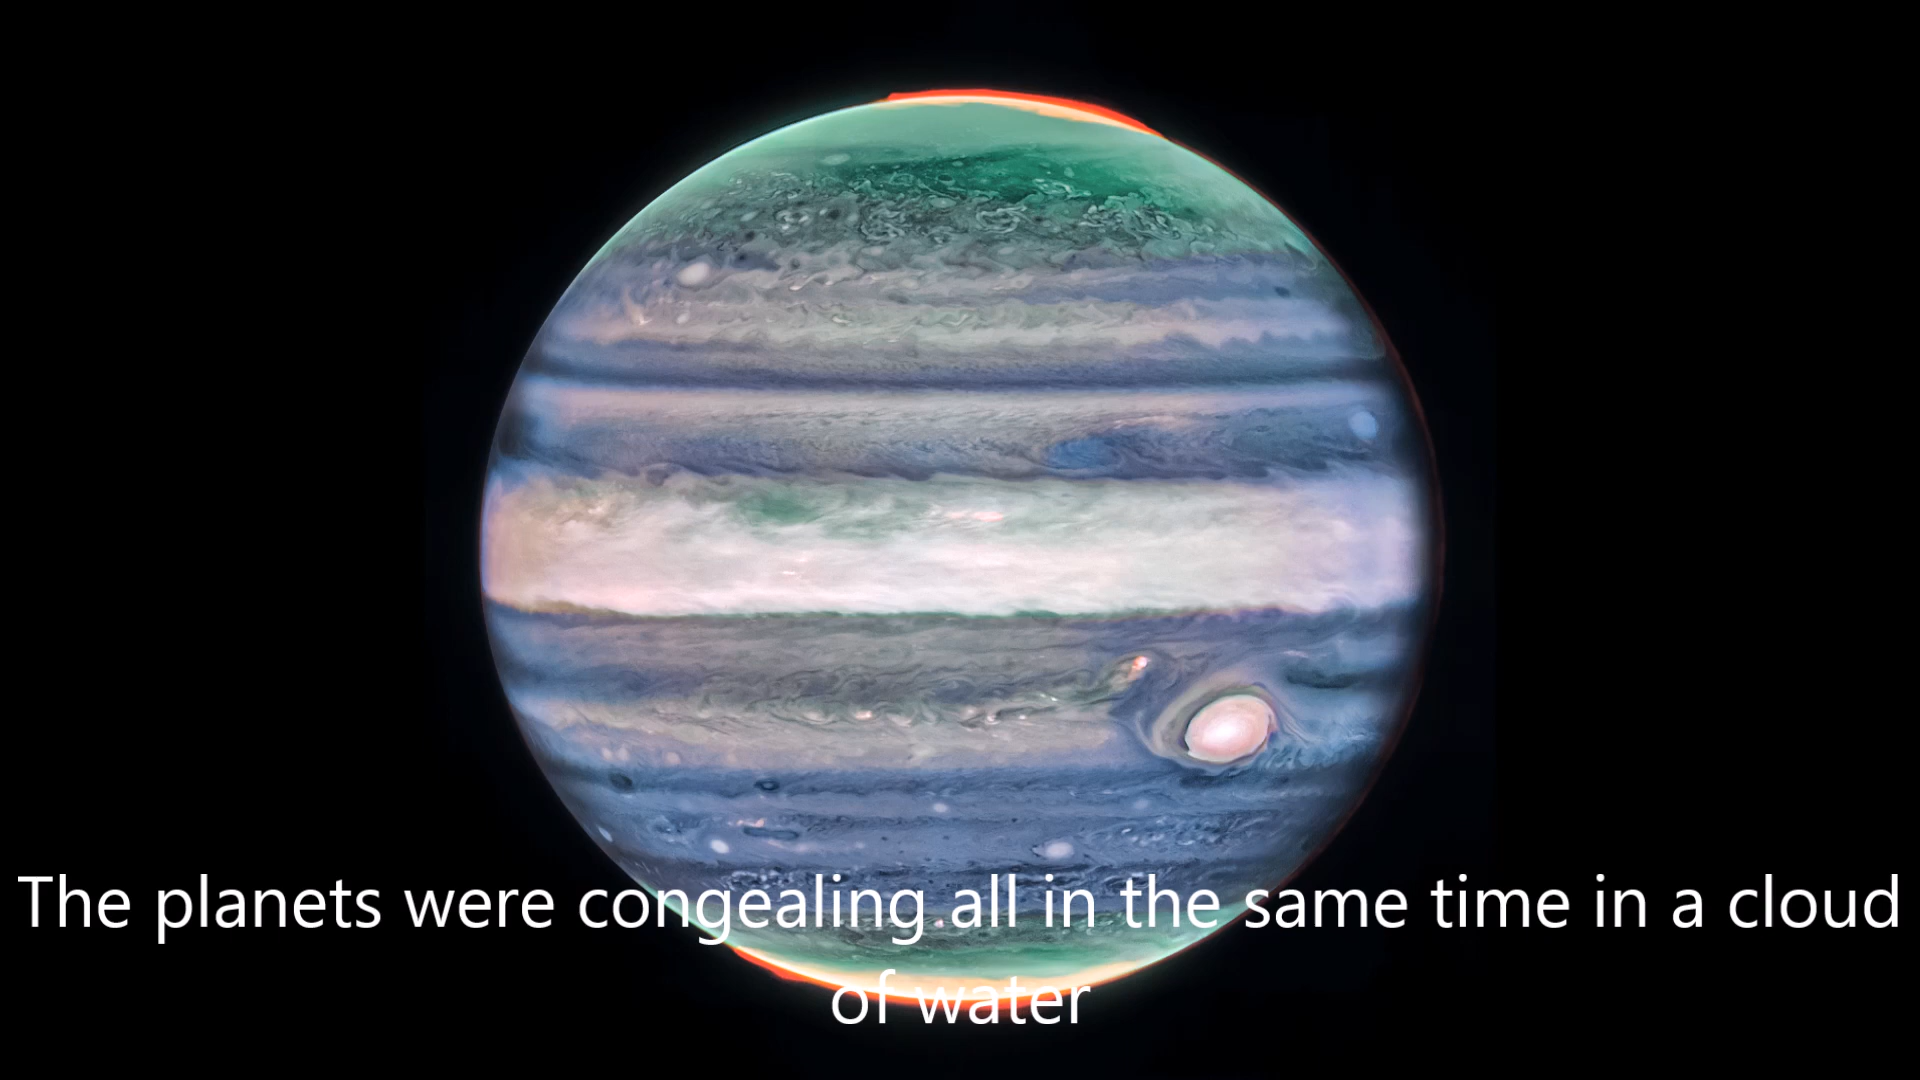 The planets were congealing all in the same time in a cloud
of water